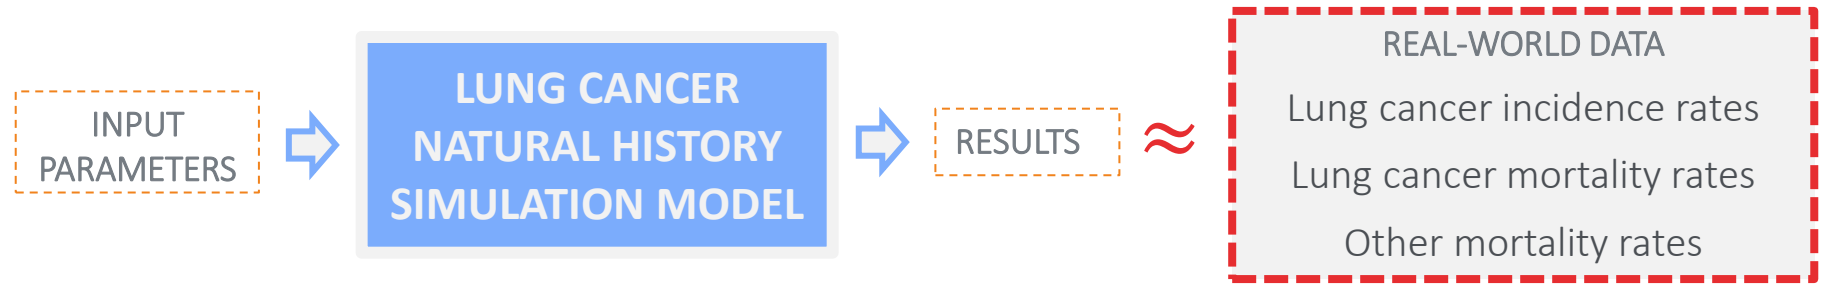 INPUT
PARAMETERS
LUNG CANCER
NATURAL HISTORY
SIMULATION MODEL
RESULTS
≈
REAL-WORLD DATA
Lung cancer incidence rates
Lung cancer mortality rates
Other mortality rates